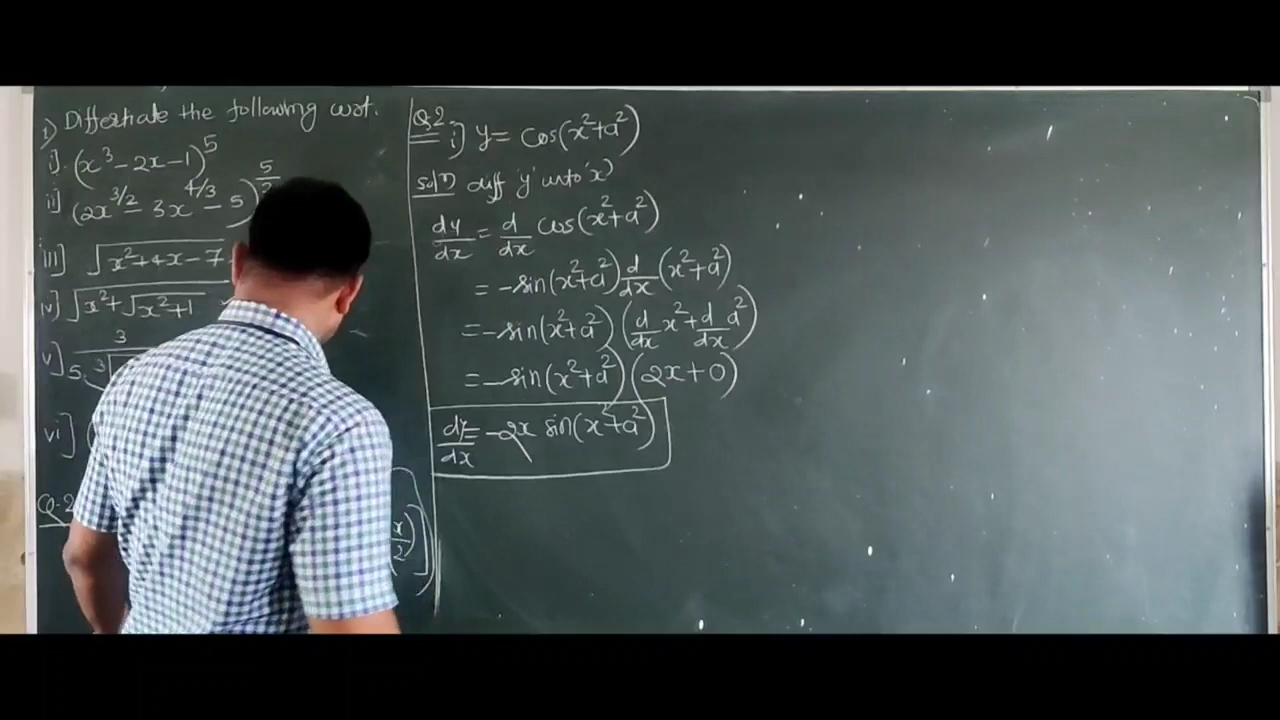 1) Differtiate the following w.r.t.
i]. (x³ - 2x - 1)⁵
ii] (2x^{3/2} - 3x^{4/3} - 5)
iii] √(x²+4x-7
iv] √(x²+√(x²+1)
v] 3
5. ³√
vi] (
Q-2
x/2)]
Q.2 i] y = cos(x²+a²)
Solⁿ diff 'y' w.r.to 'x'
dy/dx = d/dx cos(x²+a²)
= -sin(x²+a²) d/dx (x²+a²)
= -sin(x²+a²) (d/dx x² + d/dx a²)
= -sin(x²+a²) (2x+0)
dy/dx = -2x sin(x²+a²)